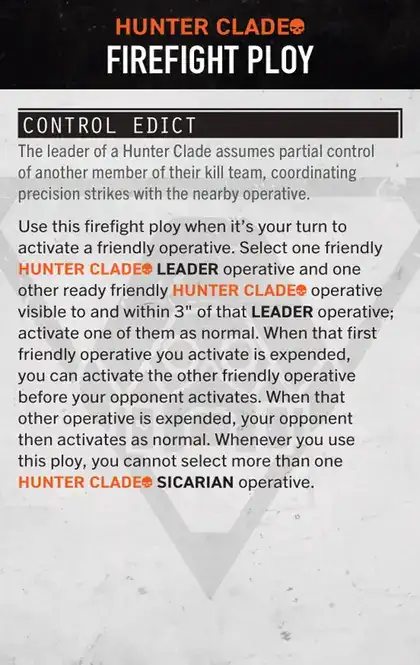 HUNTER CLADE
FIREFIGHT PLOY
CONTROL EDICT
The leader of a Hunter Clade assumes partial control
of another member of their kill team, coordinating
precision strikes with the nearby operative.
Use this firefight ploy when it's your turn to
activate a friendly operative. Select one friendly
HUNTER CLADE LEADER operative and one
other ready friendly HUNTER CLADE operative
visible to and within 3" of that LEADER operative;
activate one of them as normal. When that first
friendly operative you activate is expended,
you can activate the other friendly operative
before your opponent activates. When that
other operative is expended, your opponent
then activates as normal. Whenever you use
this ploy, you cannot select more than one
HUNTER CLADE SICARIAN operative.